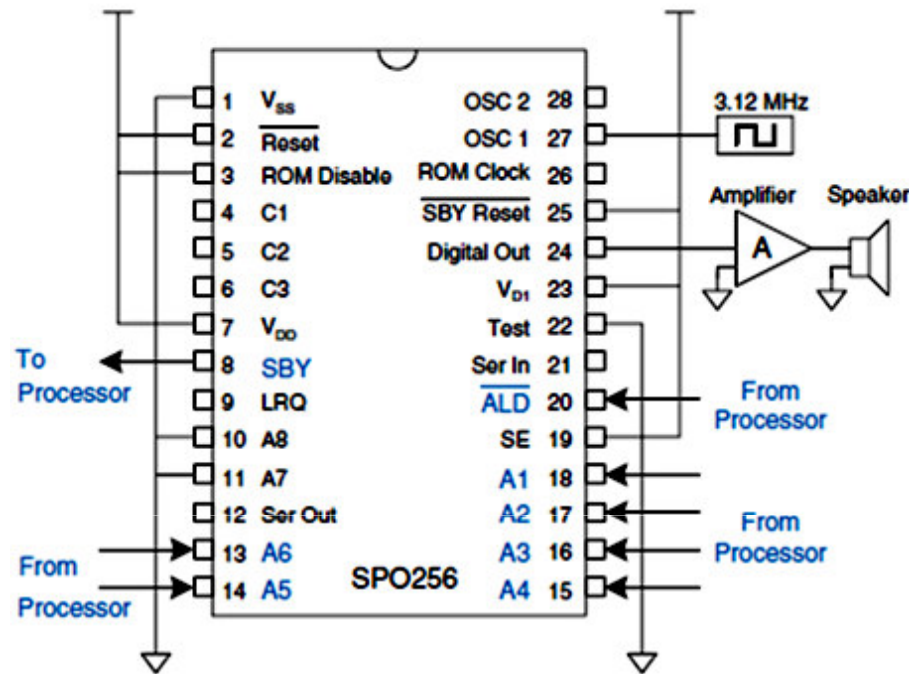 1 V_SS
OSC 2 28
3.12 MHz
2 Reset
OSC 1 27
3 ROM Disable
ROM Clock 26
4 C1
SBY Reset 25
Amplifier
Speaker
5 C2
Digital Out 24
A
6 C3
V_D1 23
7 V_DD
Test 22
To
Processor
8 SBY
Ser In 21
9 LRQ
ALD 20
From
Processor
10 A8
SE 19
11 A7
A1 18
12 Ser Out
A2 17
From
Processor
13 A6
A3 16
From
Processor
14 A5
SPO256
A4 15